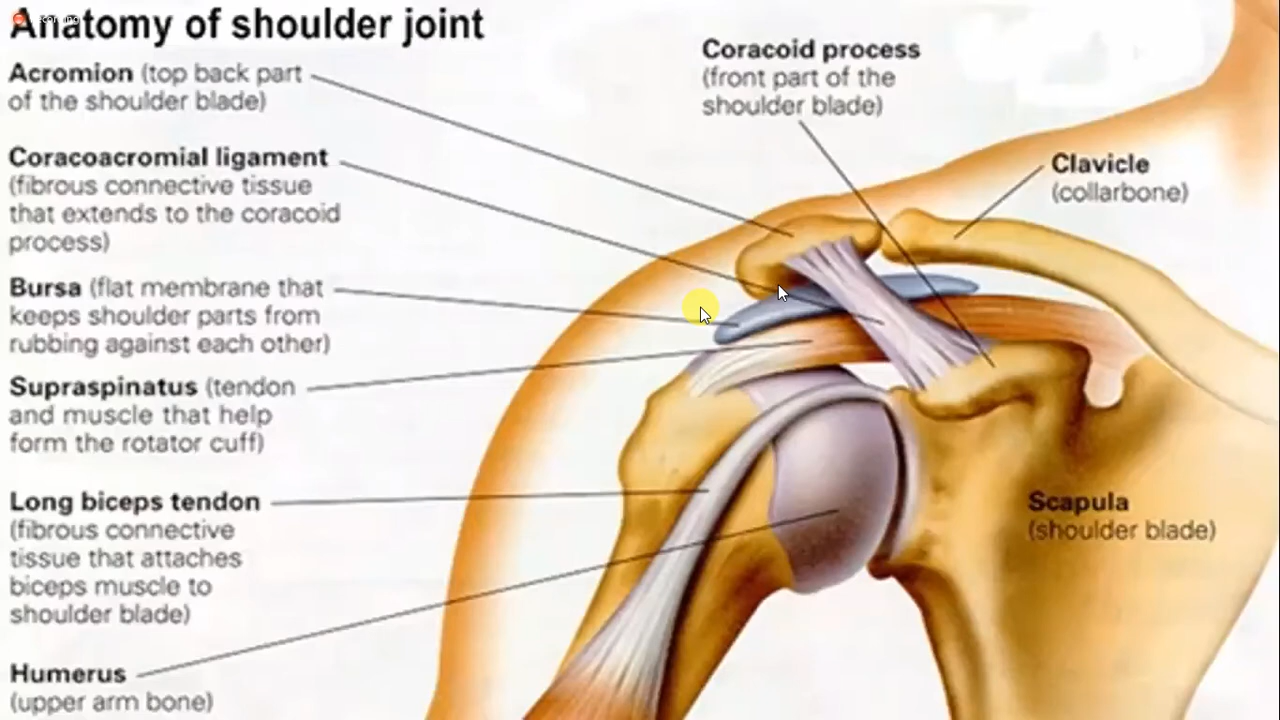 Anatomy of shoulder joint
Acromion (top back part
of the shoulder blade)
Coracoacromial ligament
(fibrous connective tissue
that extends to the coracoid
process)
Bursa (flat membrane that
keeps shoulder parts from
rubbing against each other)
Supraspinatus (tendon
and muscle that help
form the rotator cuff)
Long biceps tendon
(fibrous connective
tissue that attaches
biceps muscle to
shoulder blade)
Humerus
(upper arm bone)
Coracoid process
(front part of the
shoulder blade)
Clavicle
(collarbone)
Scapula
(shoulder blade)